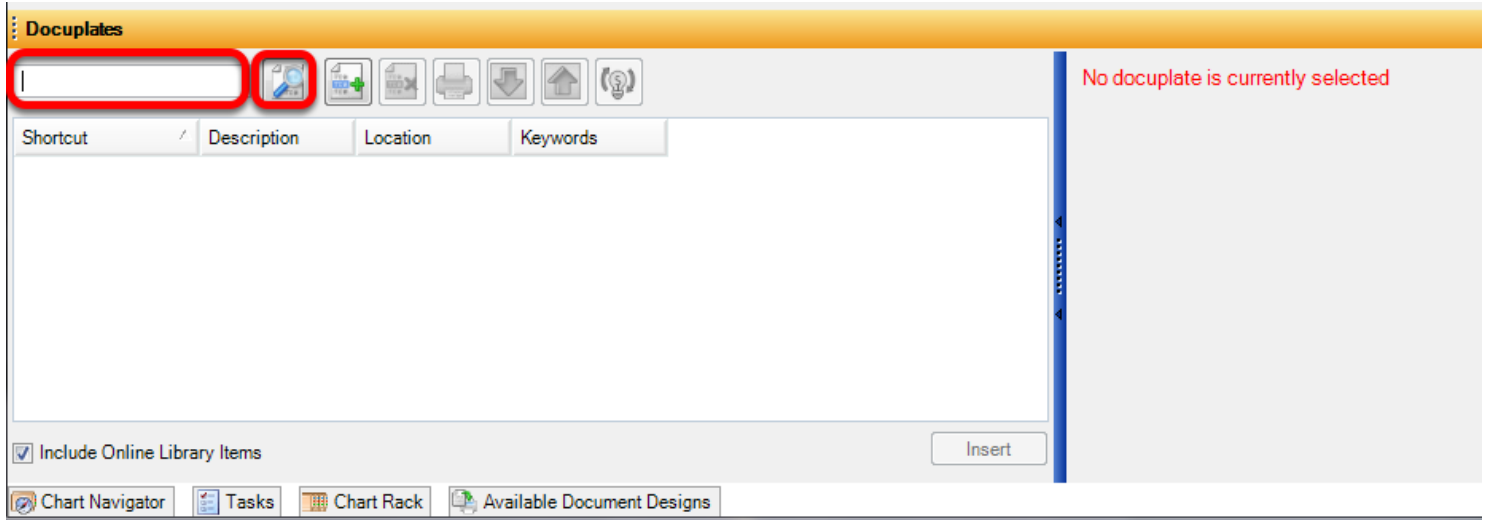 Docuplates
No docuplate is currently selected
Shortcut Description Location Keywords
Include Online Library Items Insert
Chart Navigator Tasks Chart Rack Available Document Designs